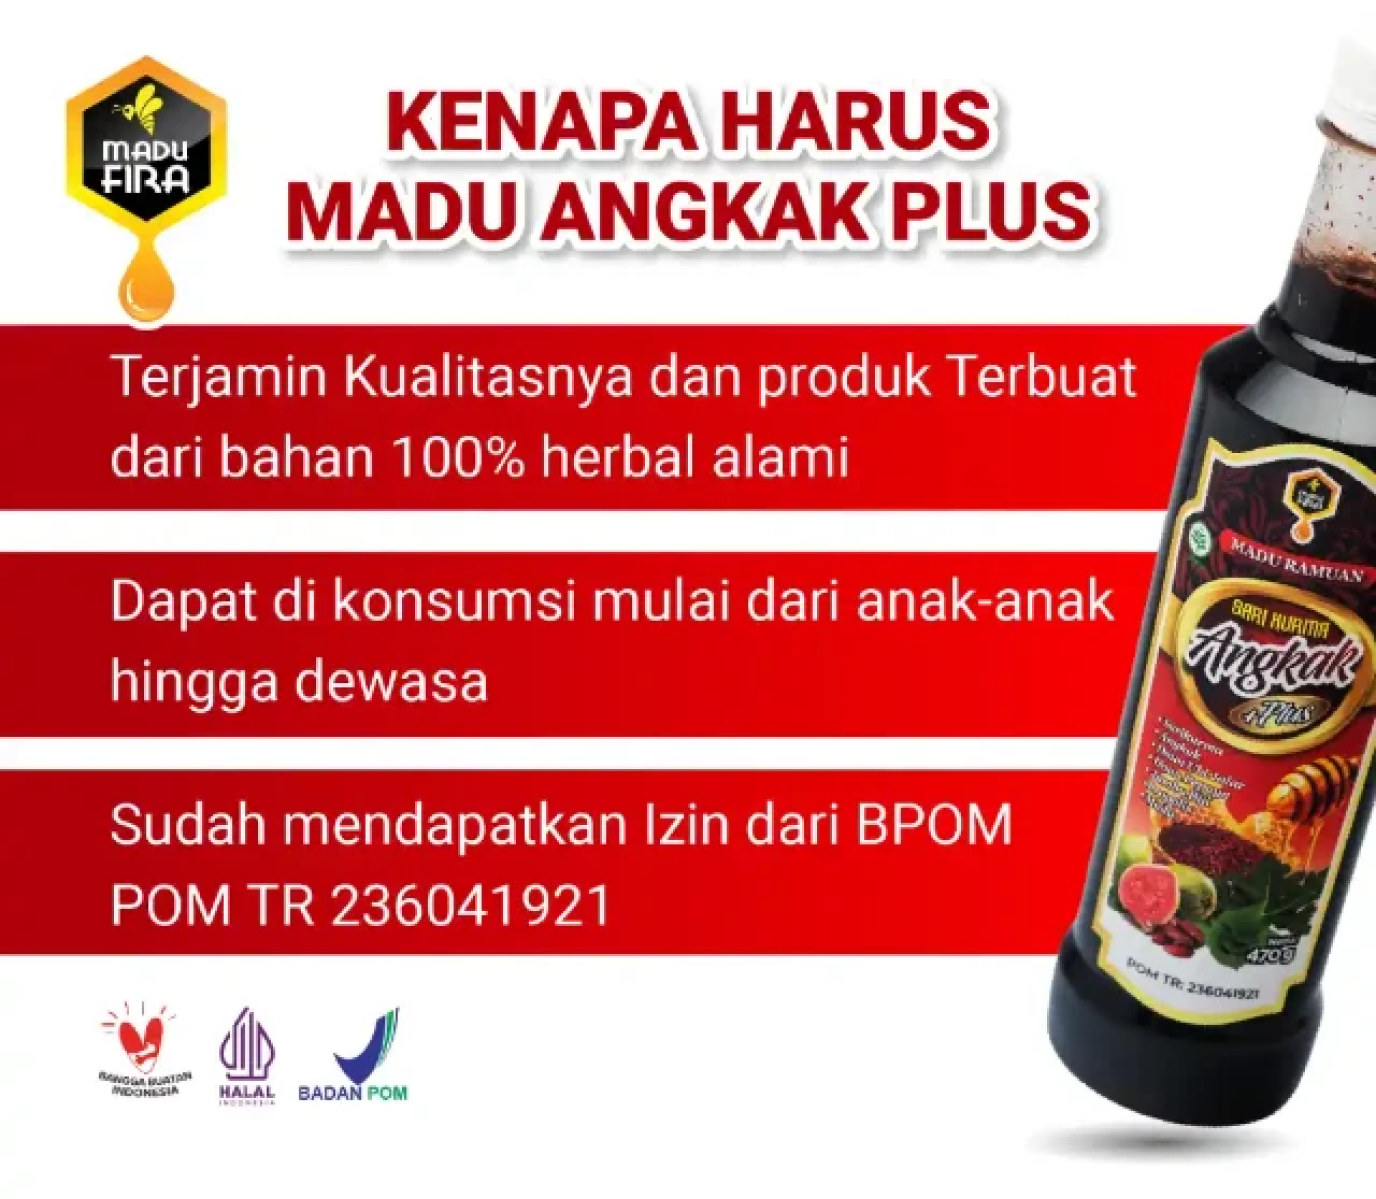 MADU
FIRA
KENAPA HARUS
MADU ANGKAK PLUS
Terjamin Kualitasnya dan produk Terbuat
dari bahan 100% herbal alami
Dapat di konsumsi mulai dari anak-anak
hingga dewasa
Sudah mendapatkan Izin dari BPOM
POM TR 236041921
MADU RAMUAN
SARI KURMA
Angkak
+Plus
• Angkak
470 g
POM TR: 236041921
BANGGA BUATAN
INDONESIA
HALAL
INDONESIA
BADAN POM